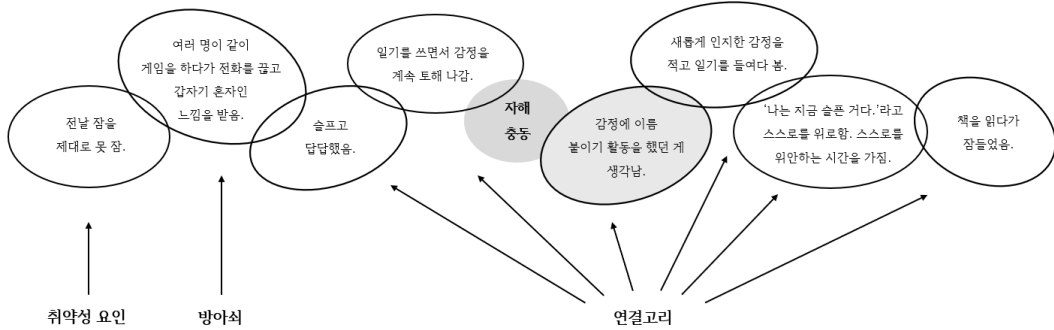 전날 잠을
제대로 못 잠.
여러 명이 같이
게임을 하다가 전화를 끊고
갑자기 혼자인
느낌을 받음.
슬프고
답답했음.
일기를 쓰면서 감정을
계속 토해 나감.
자해
충동
감정에 이름
붙이기 활동을 했던 게
생각남.
새롭게 인지한 감정을
적고 일기를 들여다 봄.
‘나는 지금 슬픈 거다.’라고
스스로를 위로함. 스스로를
위안하는 시간을 가짐.
책을 읽다가
잠들었음.
취약성 요인
방아쇠
연결고리